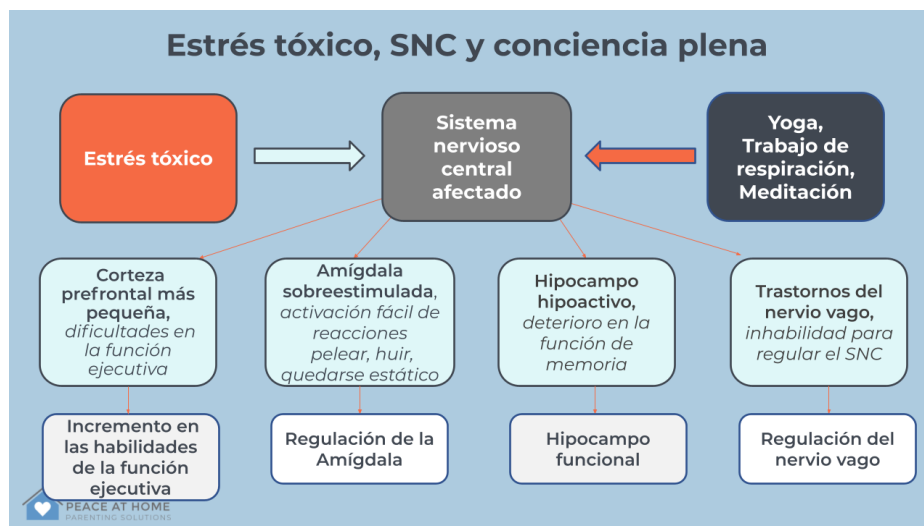 Estrés tóxico, SNC y conciencia plena
Estrés tóxico
Sistema
nervioso
central
afectado
Yoga,
Trabajo de
respiración,
Meditación
Corteza
prefrontal más
pequeña,
dificultades en
la función
ejecutiva
Amígdala
sobreestimulada,
activación fácil de
reacciones
pelear, huir,
quedarse estático
Hipocampo
hipoactivo,
deterioro en la
función de
memoria
Trastornos del
nervio vago,
inhabilidad para
regular el SNC
Incremento en
las habilidades
de la función
ejecutiva
Regulación de la
Amígdala
Hipocampo
funcional
Regulación del
nervio vago
PEACE AT HOME
PARENTING SOLUTIONS